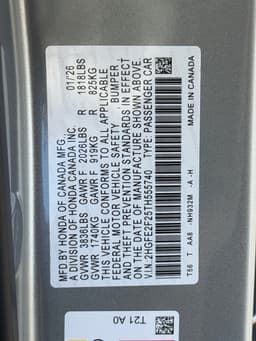 MFD.BY HONDA OF CANADA MFG. 01/'26
A DIVISION OF HONDA CANADA INC.
GVWR 3836LBS GAWR F 2026LBS R 1818LBS
GVWR 1740KG GAWR F 919KG R 825KG
THIS VEHICLE CONFORMS TO ALL APPLICABLE
FEDERAL MOTOR VEHICLE SAFETY, BUMPER,
AND THEFT PREVENTION STANDARDS IN EFFECT
ON THE DATE OF MANUFACTURE SHOWN ABOVE.
V.I.N.:2HGFE2F25TH555740 TYPE:PASSENGER CAR
T56 T AA8 -NH932M -A -H
MADE IN CANADA
T21 A0